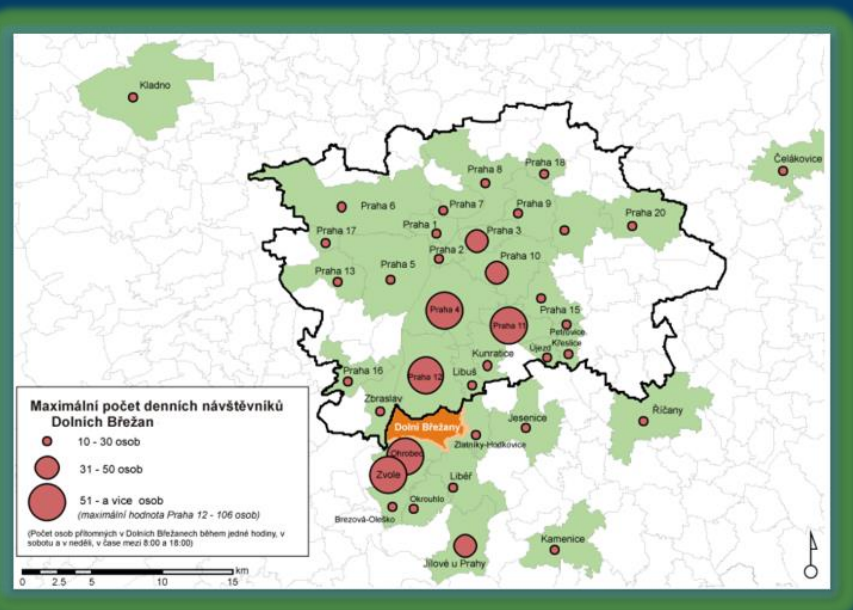 Kladno
Čelákovice
Praha 18
Praha 8
Praha 6
Praha 7
Praha 9
Praha 20
Praha 17
Praha 1
Praha 3
Praha 2
Praha 10
Praha 13
Praha 5
Praha 4
Praha 15
Praha 11
Petrovice
Křeslice
Újezd
Kunratice
Praha 16
Praha 12
Libuš
Zbraslav
Říčany
Jesenice
Dolní Břežany
Zlatníky-Hodkovice
Ohrobec
Zvole
Liběř
Okrouhlo
Brezová-Oleško
Kamenice
Jílové u Prahy
Maximální počet denních návštěvníků
Dolních Břežan
10 - 30 osob
31 - 50 osob
51 - a vice osob
(maximální hodnota Praha 12 - 106 osob)
(Počet osob přítomných v Dolních Břežanech během jedné hodiny, v
sobotu a v neděli, v čase mezi 8:00 a 18:00)
0 2.5 5 10 15 km